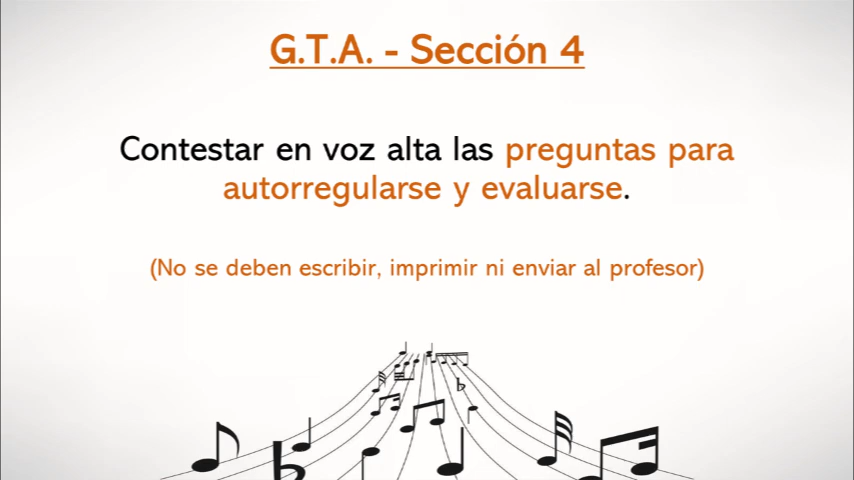 G.T.A. - Sección 4
Contestar en voz alta las preguntas para
autorregularse y evaluarse.
(No se deben escribir, imprimir ni enviar al profesor)